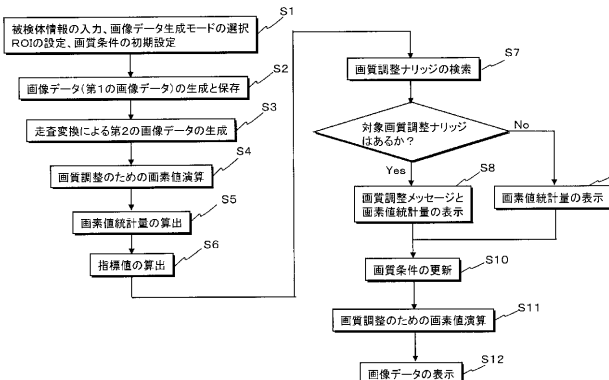 S1
被検体情報の入力、画像データ生成モードの選択
ROIの設定、画質条件の初期設定
S2
画像データ(第1の画像データ)の生成と保存
S3
走査変換による第2の画像データの生成
S4
画質調整のための画素値演算
S5
画素値統計量の算出
S6
指標値の算出
S7
画質調整ナリッジの検索
対象画質調整ナリッジ
はあるか?
No
Yes
S8
画質調整メッセージと
画素値統計量の表示
画素値統計量の表示
S10
画質条件の更新
S11
画質調整のための画素値演算
S12
画像データの表示